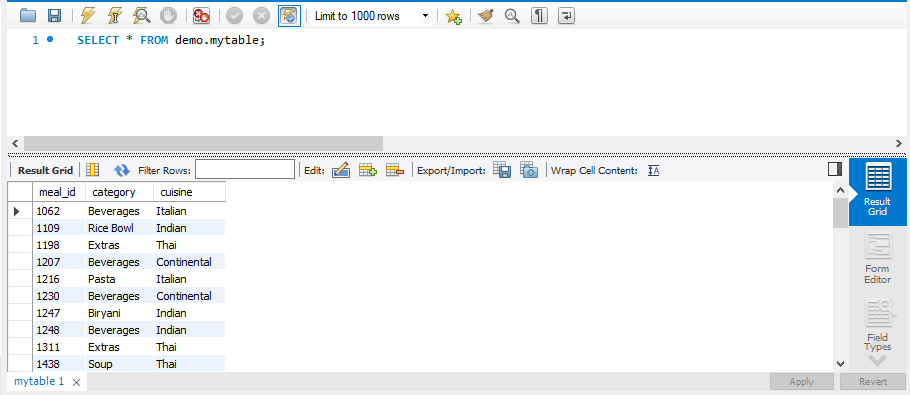 Limit to 1000 rows
1 SELECT * FROM demo.mytable;
Result Grid Filter Rows: Edit: Export/Import: Wrap Cell Content:
meal_id category cuisine
1062 Beverages Italian
1109 Rice Bowl Indian
1198 Extras Thai
1207 Beverages Continental
1216 Pasta Italian
1230 Beverages Continental
1247 Biryani Indian
1248 Beverages Indian
1311 Extras Thai
1438 Soup Thai
Result
Grid
Form
Editor
Field
Types
mytable 1 Apply Revert